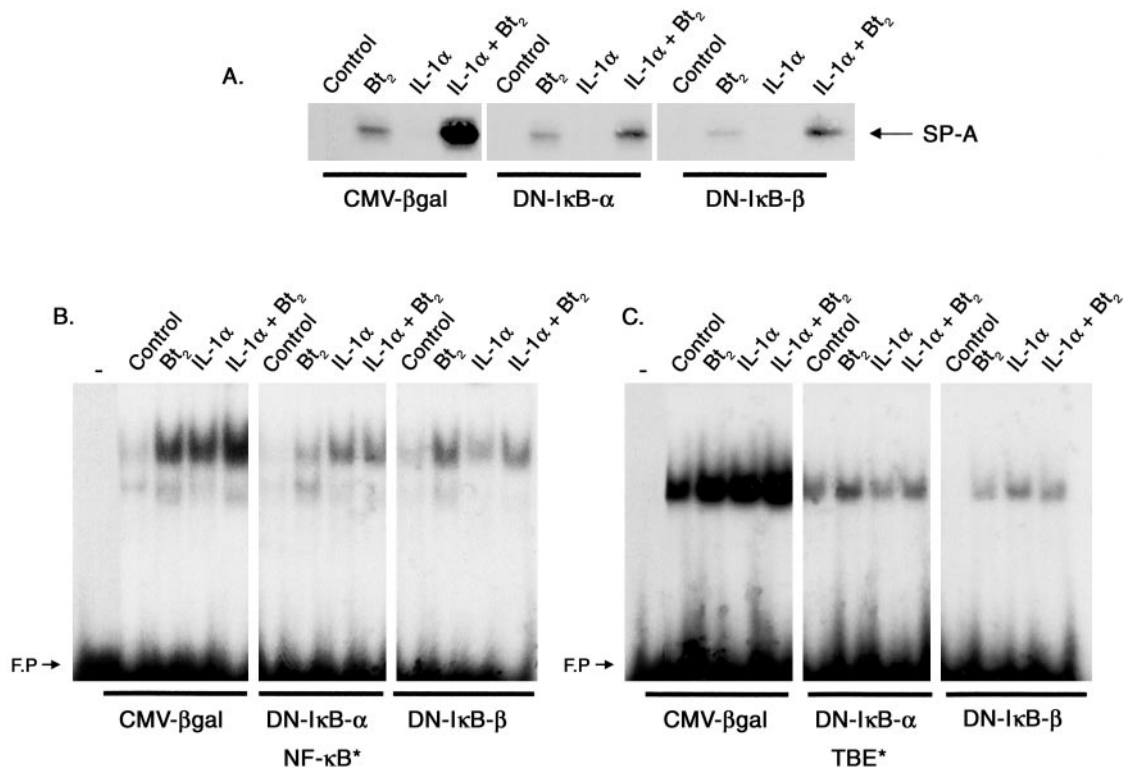 A.
Control Bt₂ IL-1α IL-1α + Bt₂ Control Bt₂ IL-1α IL-1α + Bt₂ Control Bt₂ IL-1α IL-1α + Bt₂
← SP-A
CMV-βgal DN-IκB-α DN-IκB-β
B.
- Control Bt₂ IL-1α IL-1α + Bt₂ Control Bt₂ IL-1α IL-1α + Bt₂ Control Bt₂ IL-1α IL-1α + Bt₂
F.P →
CMV-βgal DN-IκB-α DN-IκB-β
NF-κB*
C.
- Control Bt₂ IL-1α IL-1α + Bt₂ Control Bt₂ IL-1α IL-1α + Bt₂ Control Bt₂ IL-1α IL-1α + Bt₂
F.P →
CMV-βgal DN-IκB-α DN-IκB-β
TBE*